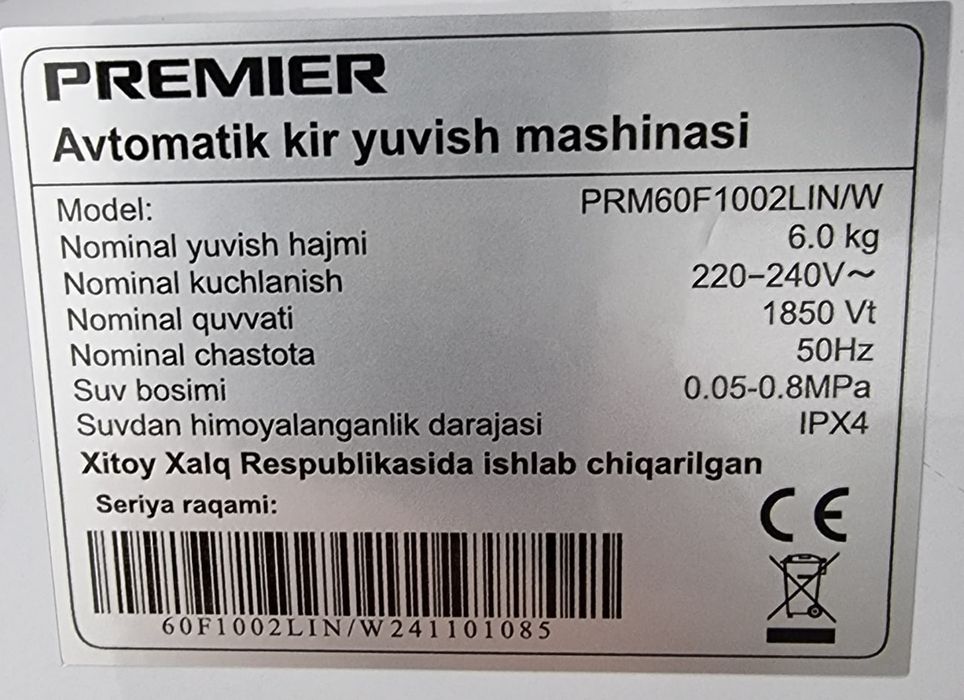 PREMIER
Avtomatik kir yuvish mashinasi
Model: PRM60F1002LIN/W
Nominal yuvish hajmi 6.0 kg
Nominal kuchlanish 220-240V~
Nominal quvvati 1850 Vt
Nominal chastota 50Hz
Suv bosimi 0.05-0.8MPa
Suvdan himoyalanganlik darajasi IPX4
Xitoy Xalq Respublikasida ishlab chiqarilgan
Seriya raqami:
CE
60F1002LIN/W241101085